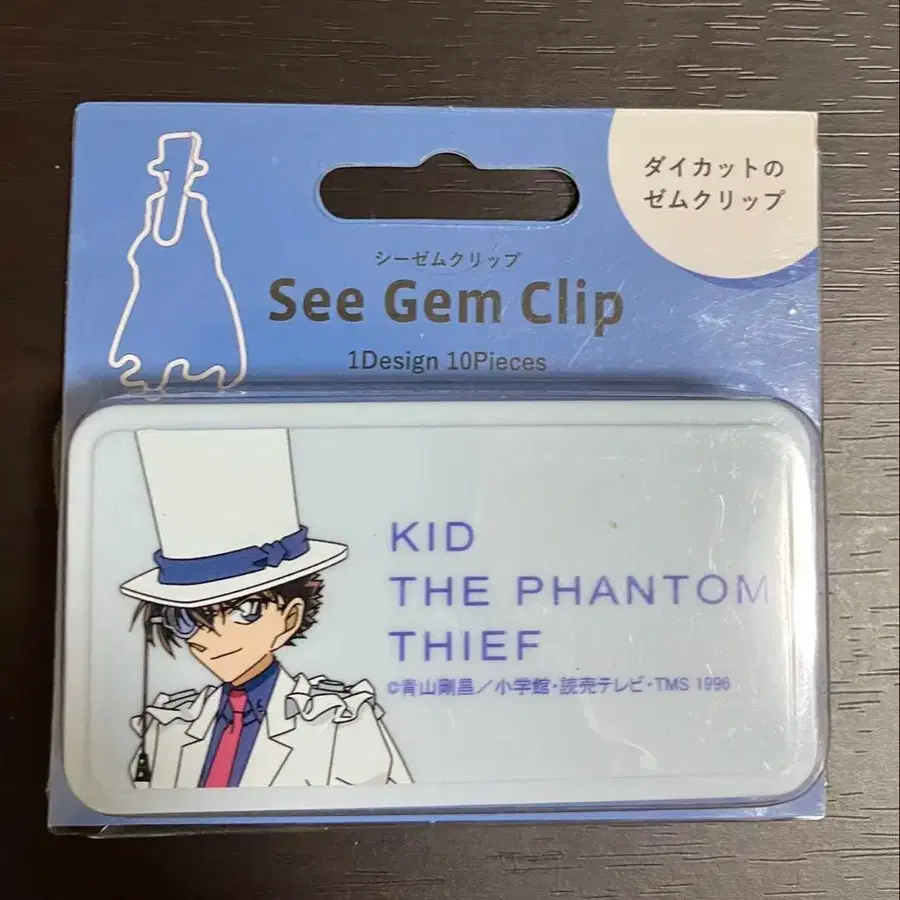 ダイカットの
ゼムクリップ
シーゼムクリップ
See Gem Clip
1Design 10Pieces
KID
THE PHANTOM
THIEF
©青山剛昌／小学館・読売テレビ・TMS 1996